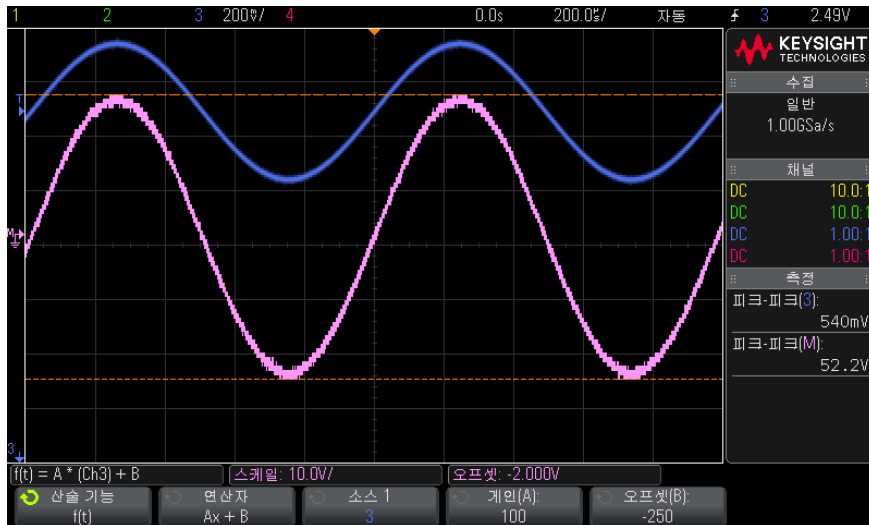 1 2 3 200♈/ 4 0.0s 200.0㎲/ 자동 3 2.49V
KEYSIGHT
TECHNOLOGIES
수집
일반
1.00GSa/s
채널
DC 10.0:1
DC 10.0:1
DC 1.00:1
DC 1.00:1
측정
피크-피크(3):
540mV
피크-피크(M):
52.2V
T
M
3
f(t) = A * (Ch3) + B 스케일: 10.0V/ 오프셋: -2.000V
산술 기능 연산자 소스 1 게인(A): 오프셋(B):
f(t) Ax + B 3 100 -250